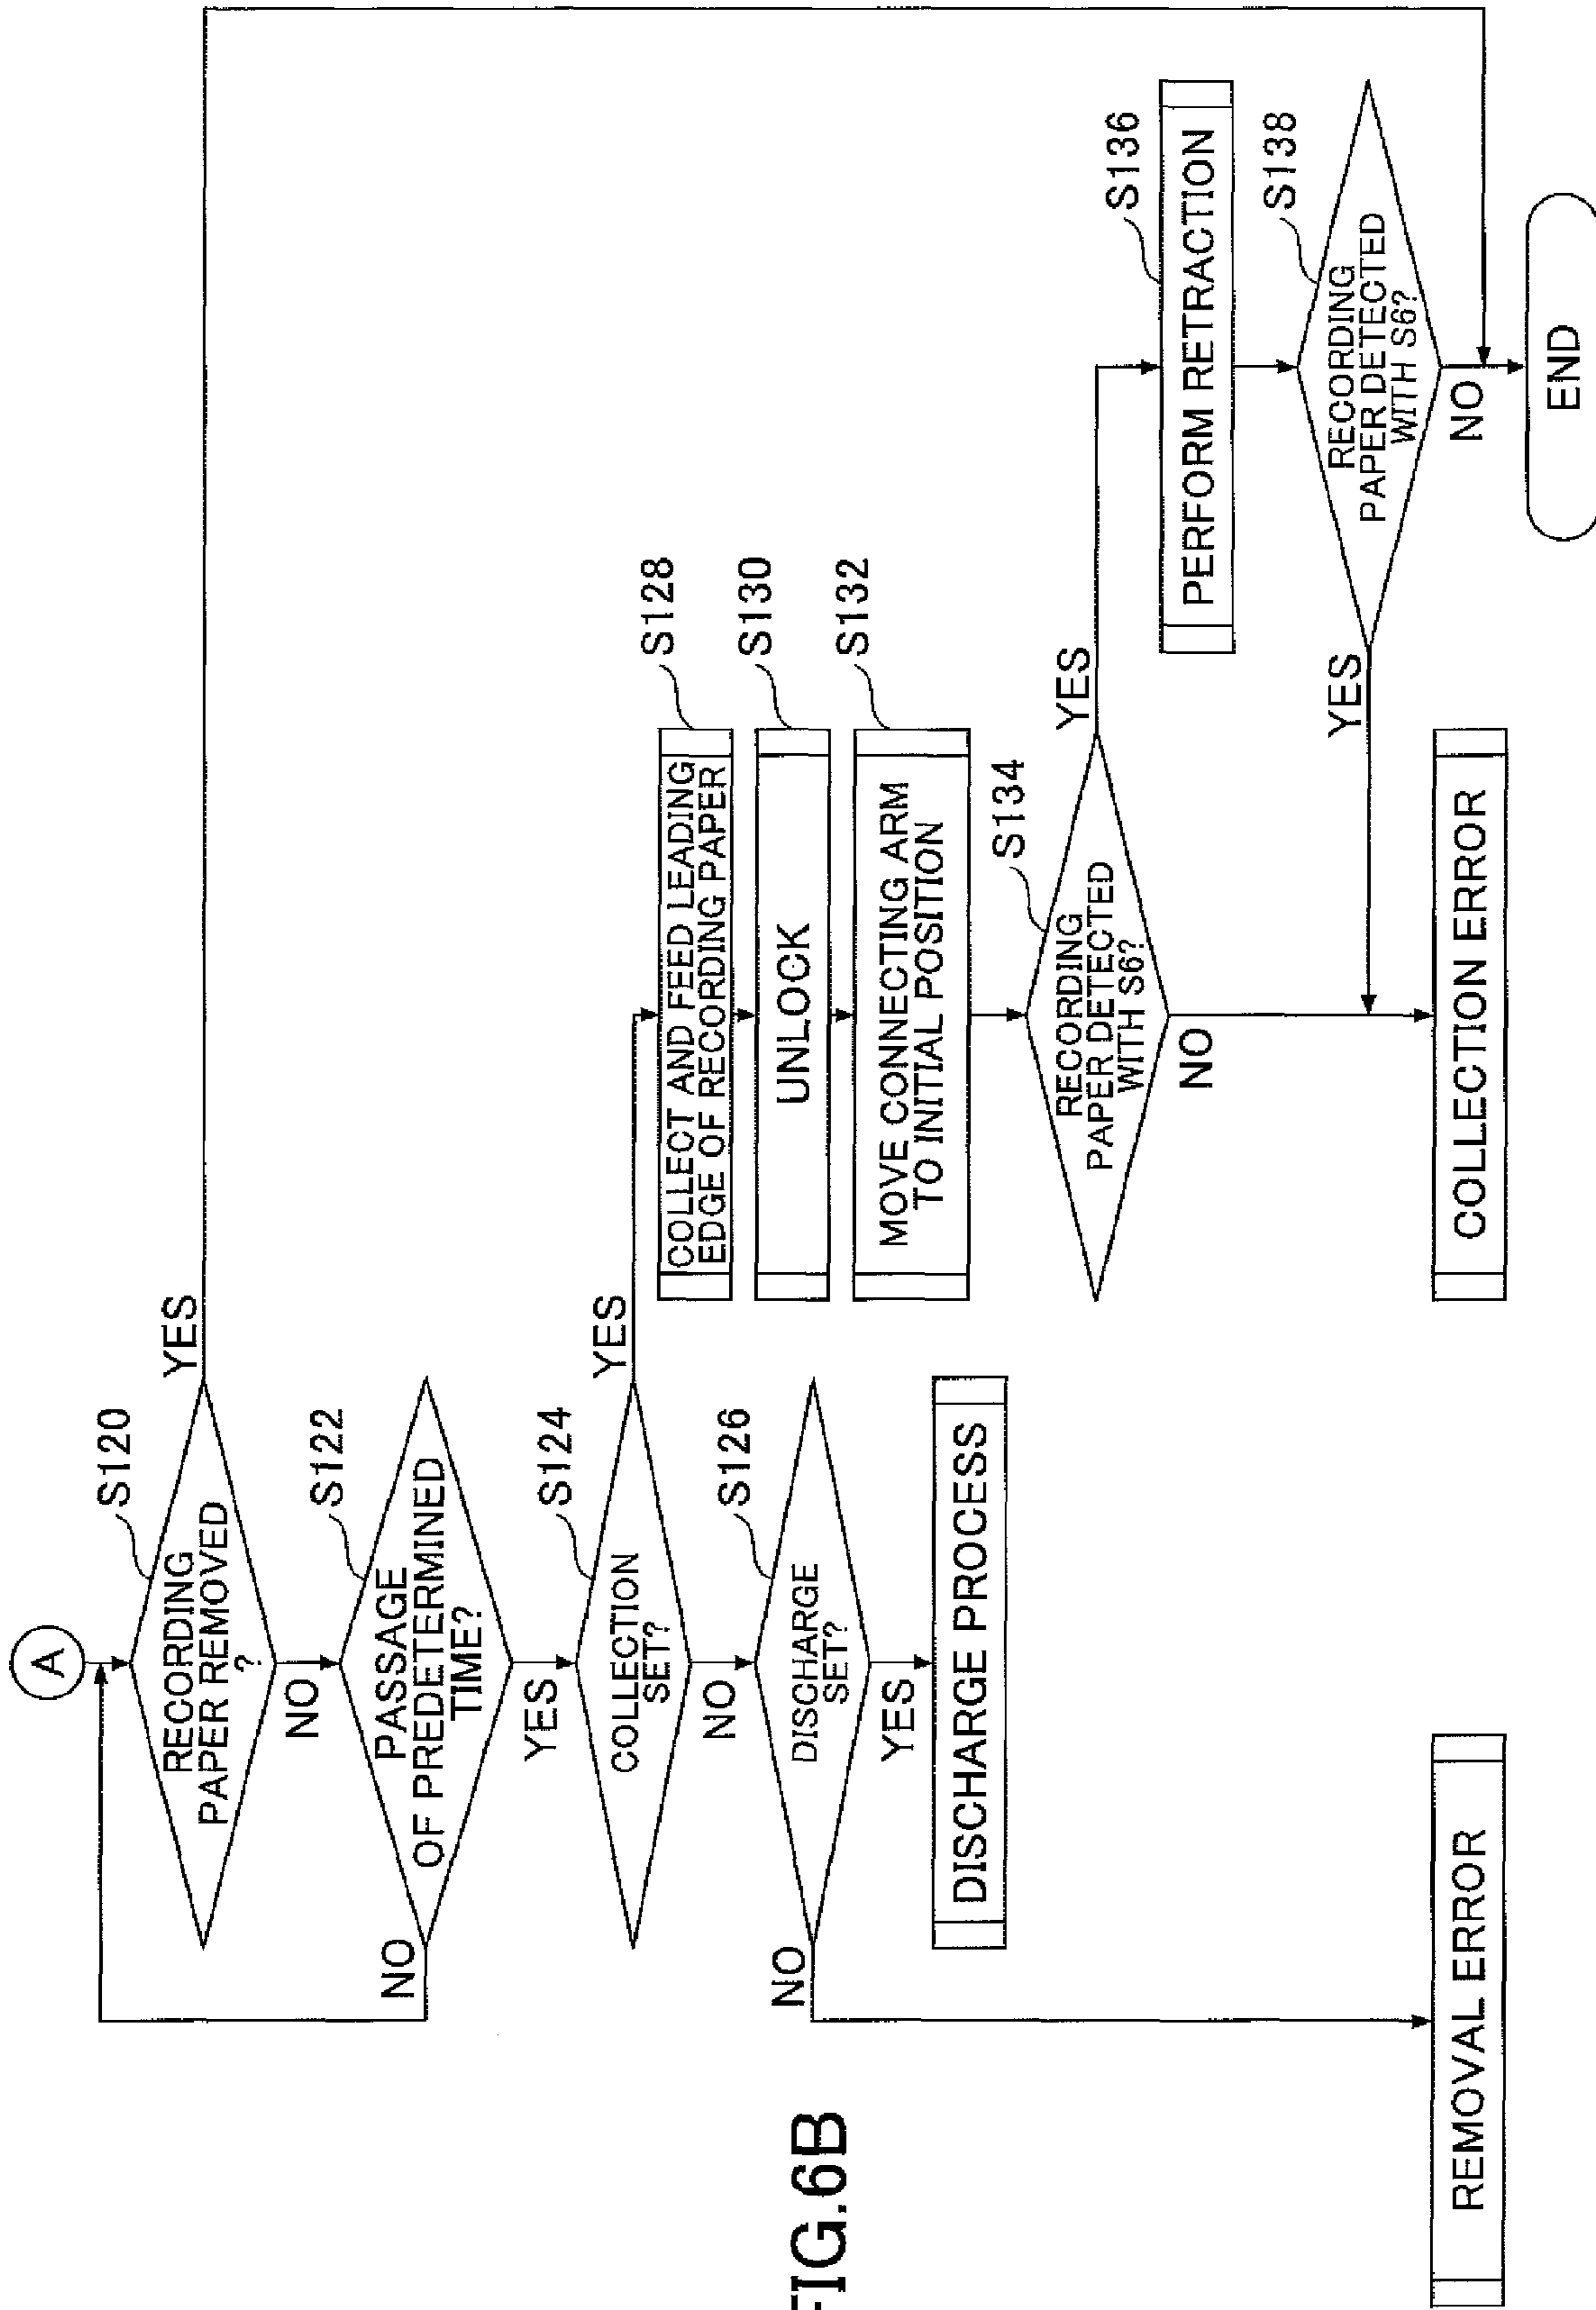 FIG.6B
A
S120
RECORDING
PAPER REMOVED
?
YES
NO
S122
PASSAGE
OF PREDETERMINED
TIME?
NO
YES
S124
COLLECTION
SET?
YES
NO
S126
DISCHARGE
SET?
NO
YES
DISCHARGE PROCESS
REMOVAL ERROR
S128
COLLECT AND FEED LEADING
EDGE OF RECORDING PAPER
S130
UNLOCK
S132
MOVE CONNECTING ARM
TO INITIAL POSITION
S134
RECORDING
PAPER DETECTED
WITH S6?
YES
NO
COLLECTION ERROR
S136
PERFORM RETRACTION
S138
RECORDING
PAPER DETECTED
WITH S6?
YES
NO
END